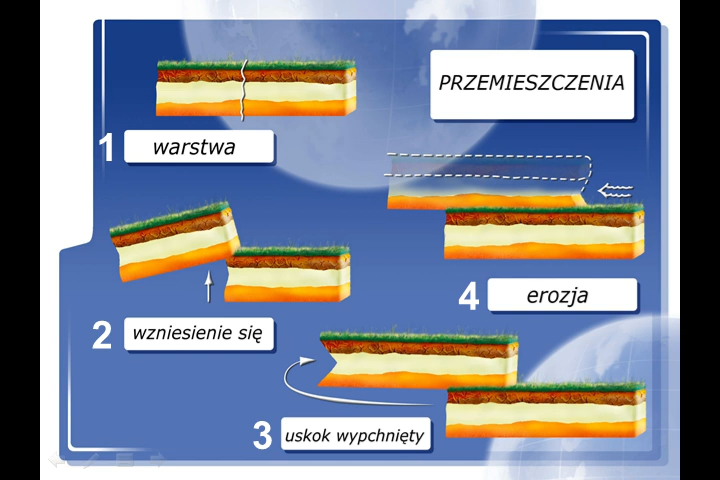 PRZEMIESZCZENIA
1 warstwa
2 wzniesienie się
3 uskok wypchnięty
4 erozja